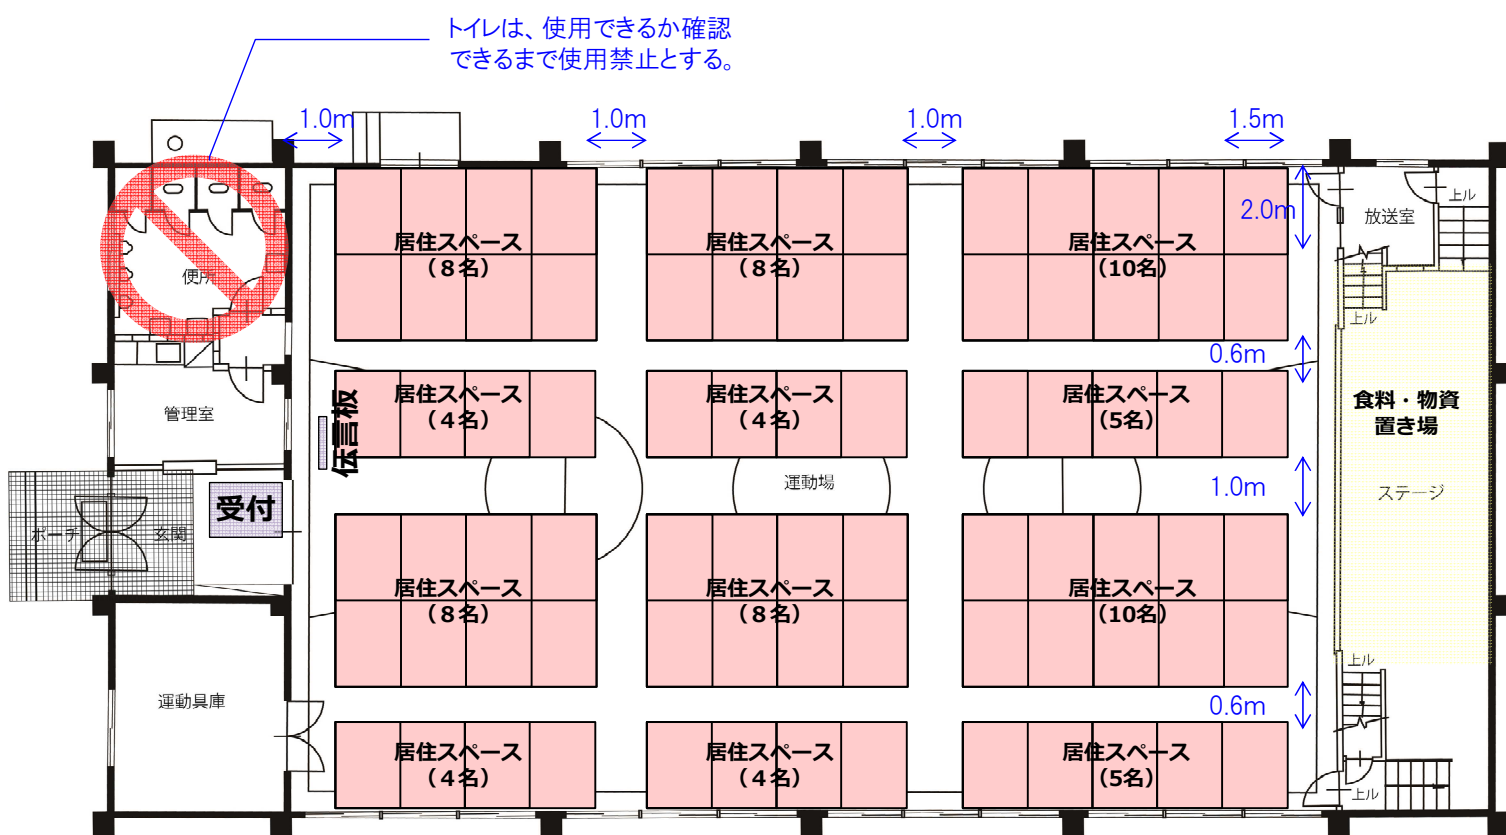 トイレは、使用できるか確認
できるまで使用禁止とする。
1.0m
1.0m
1.0m
1.5m
2.0m
放送室
上ル
居住スペース
(8名)
居住スペース
(8名)
居住スペース
(10名)
便所
上ル
0.6m
管理室
伝言板
居住スペース
(4名)
居住スペース
(4名)
居住スペース
(5名)
食料・物資
置き場
運動場
1.0m
ステージ
受付
ポーチ
玄関
居住スペース
(8名)
居住スペース
(8名)
居住スペース
(10名)
上ル
運動具庫
0.6m
居住スペース
(4名)
居住スペース
(4名)
居住スペース
(5名)
上ル